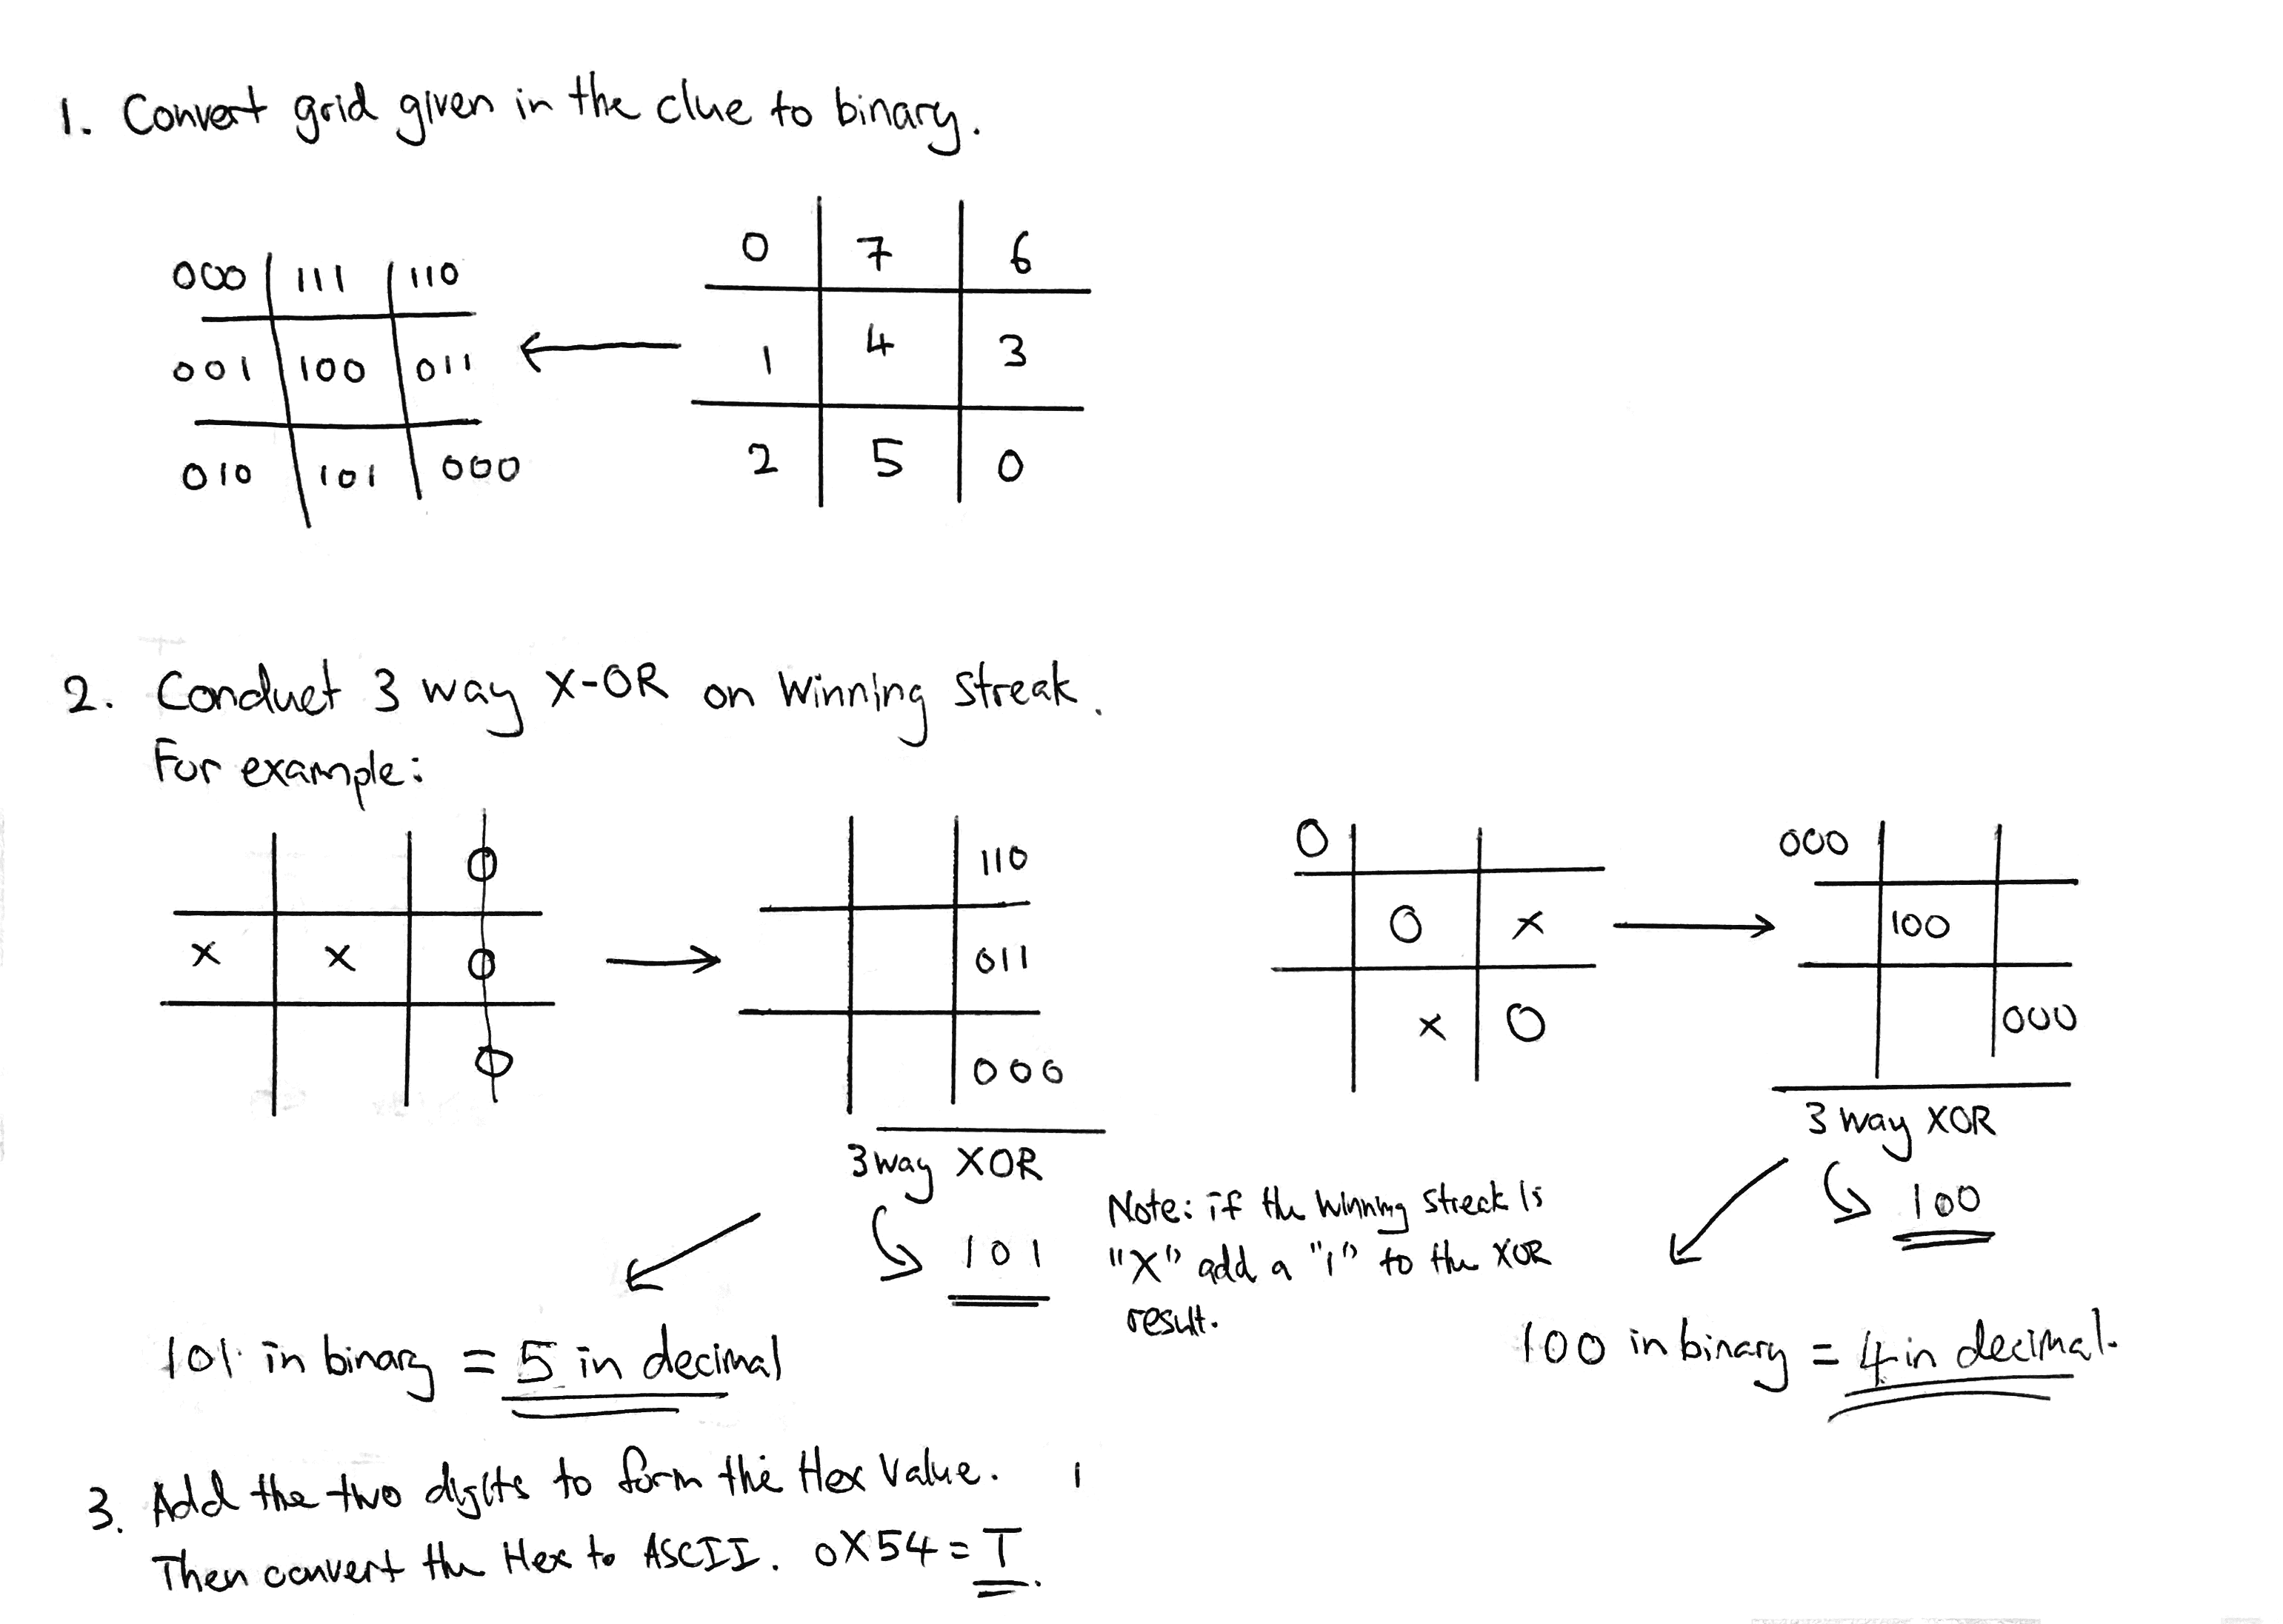 1. Convert grid given in the clue to binary.
0 7 6
000 111 110
1 4 3
001 100 011
2 5 0
010 101 000
2. Conduct 3 way X-OR on Winning Streak.
For example:
O
X X O
O
110
011
000
3 way XOR
101
101 in binary = 5 in decimal
Note: if the winning streak is
"X" add a "1" to the XOR
result.
O
O X
X O
000
100
000
3 way XOR
100
100 in binary = 4 in decimal.
3. Add the two digits to form the Hex Value.
Then convert the Hex to ASCII. 0X54 = T.